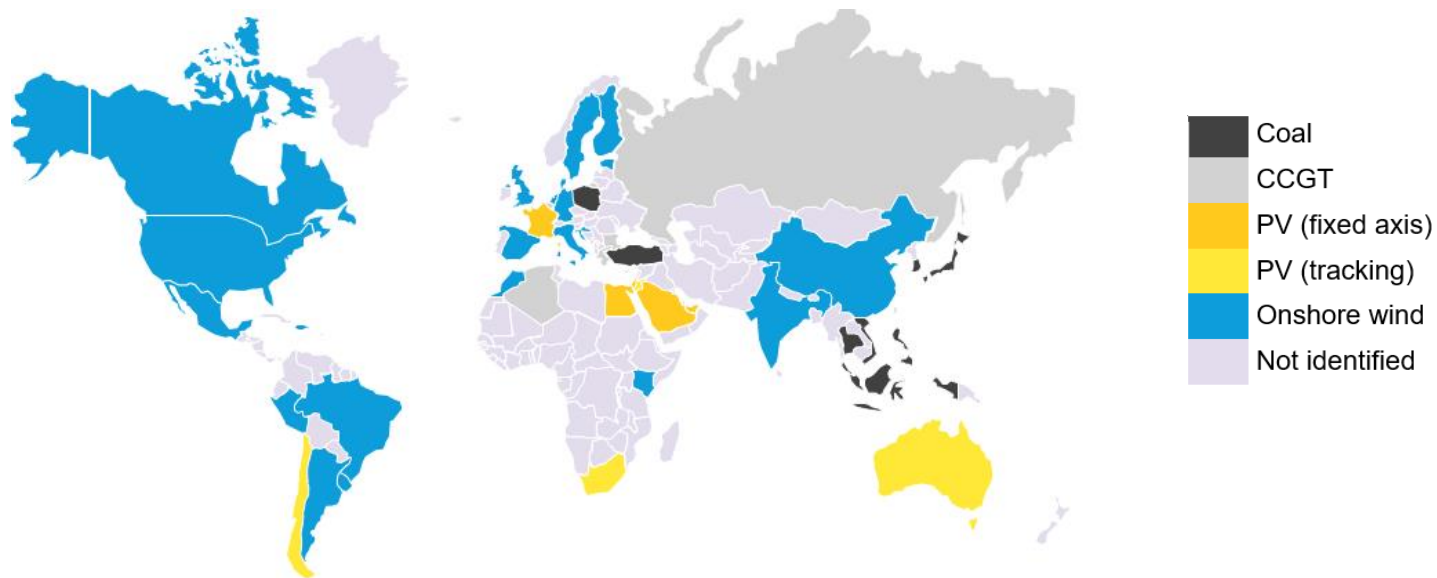 Coal
CCGT
PV (fixed axis)
PV (tracking)
Onshore wind
Not identified